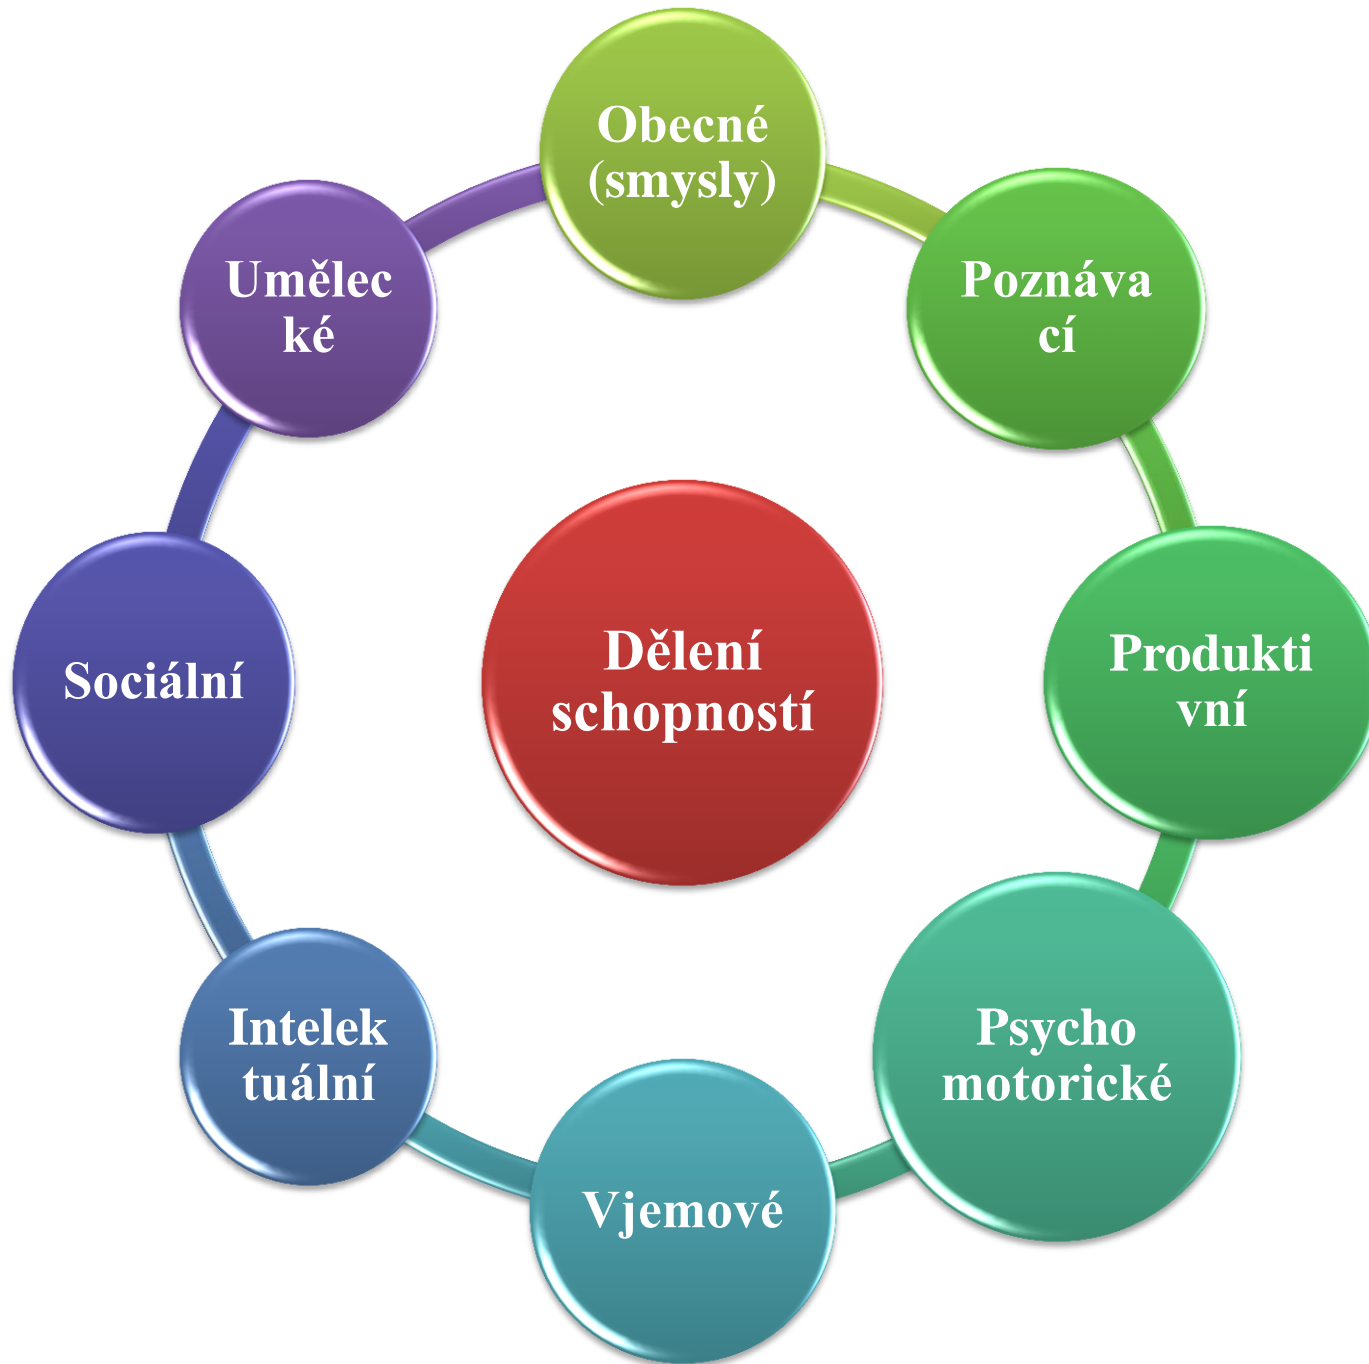 Obecné
(smysly)
Poznáva
cí
Produkti
vní
Psycho
motorické
Vjemové
Intelek
tuální
Sociální
Umělec
ké
Dělení
schopností